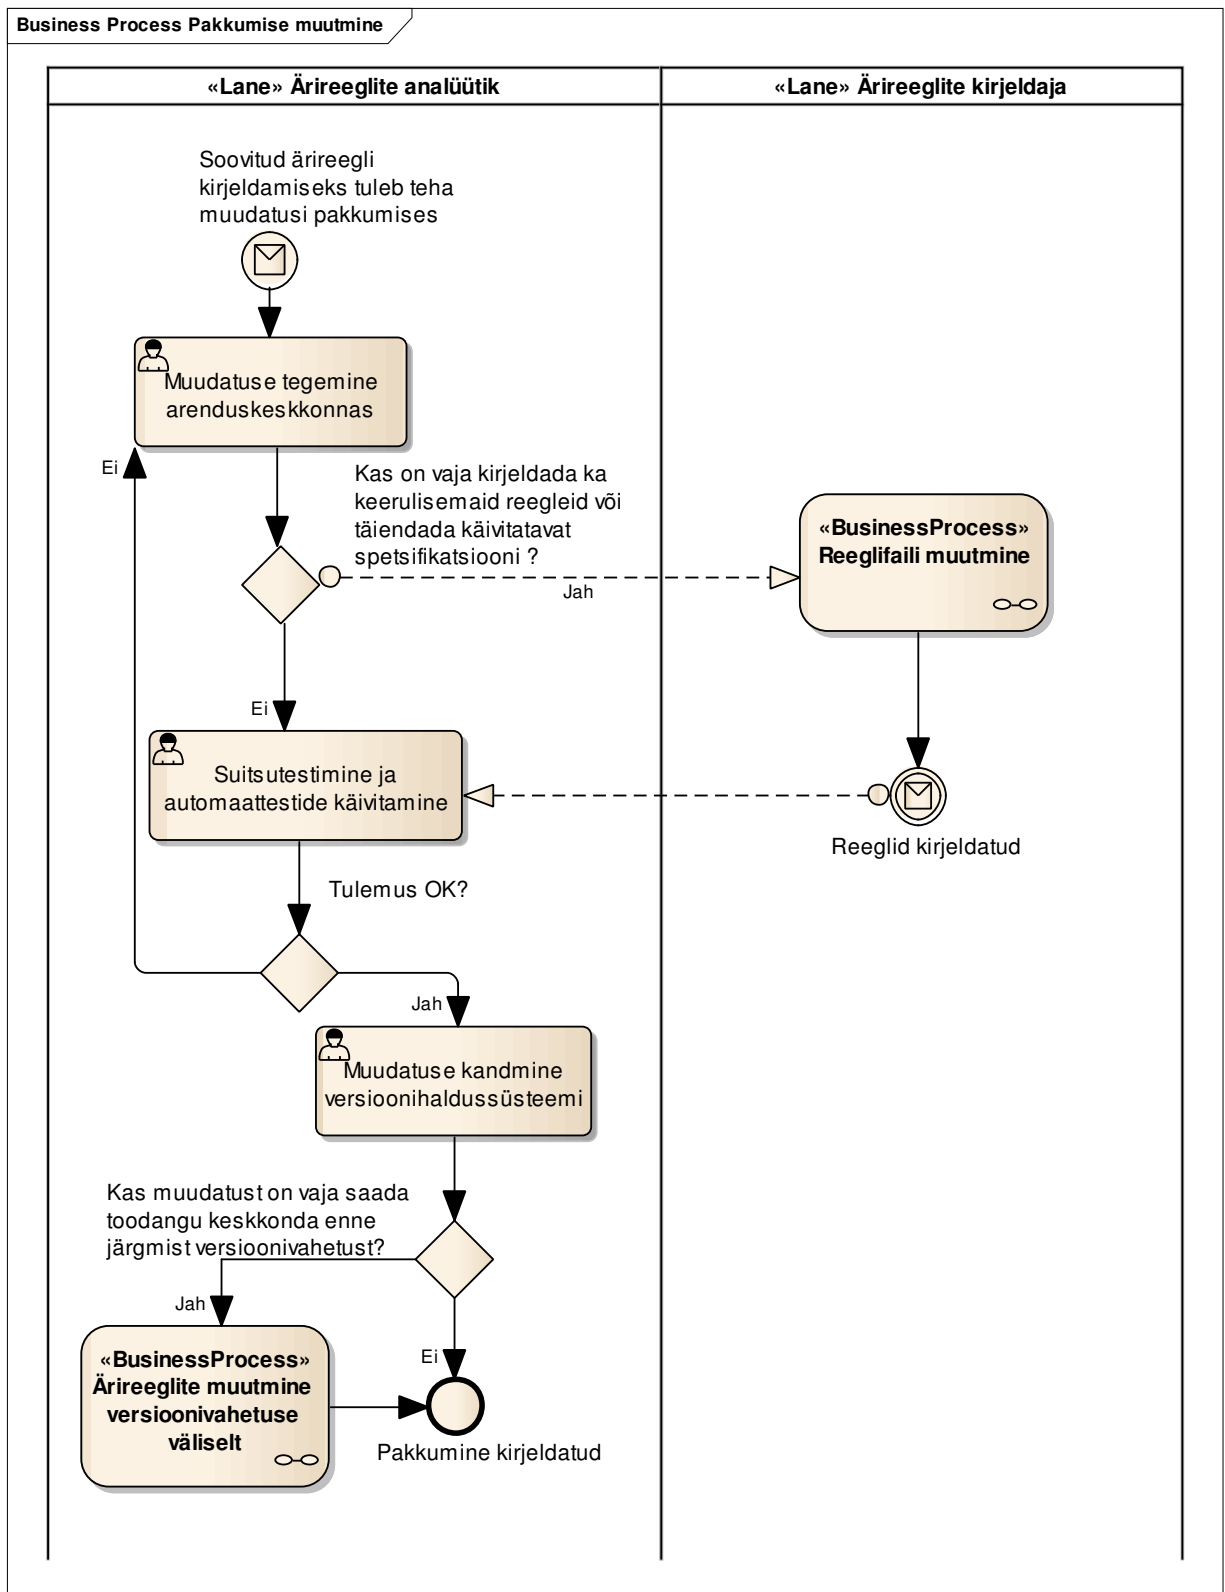 Business Process Pakkumise muutmine
«Lane» Ärireeglite analüütik
«Lane» Ärireeglite kirjeldaja
Soovitud ärireegli
kirjeldamiseks tuleb teha
muudatusi pakkumises
Muudatuse tegemine
arenduskeskkonnas
Ei
Kas on vaja kirjeldada ka
keerulisemaid reegleid või
täiendada käivitatavat
spetsifikatsiooni ?
Jah
«BusinessProcess»
Reeglifaili muutmine
Ei
Suitsutestimine ja
automaattestide käivitamine
Reeglid kirjeldatud
Tulemus OK?
Jah
Muudatuse kandmine
versioonihaldussüsteemi
Kas muudatust on vaja saada
toodangu keskkonda enne
järgmist versioonivahetust?
Jah
Ei
«BusinessProcess»
Ärireeglite muutmine
versioonivahetuse
väliselt
Pakkumine kirjeldatud